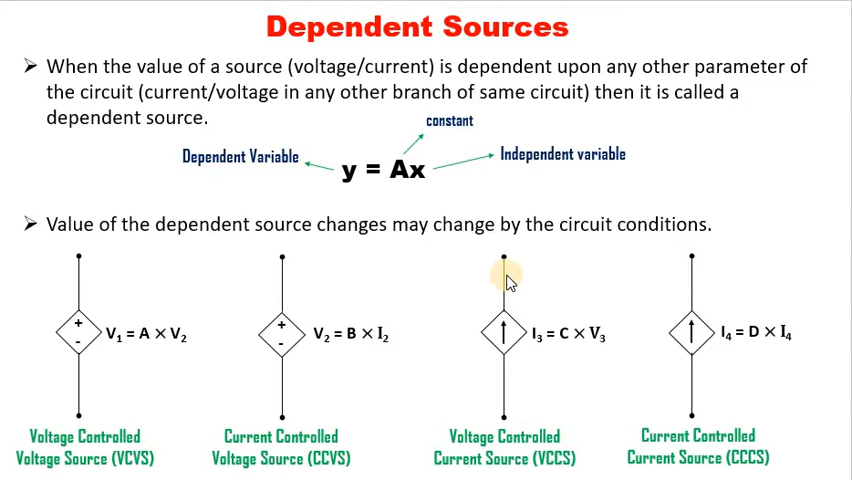 Dependent Sources
➢ When the value of a source (voltage/current) is dependent upon any other parameter of
the circuit (current/voltage in any other branch of same circuit) then it is called a
dependent source.
constant
Dependent Variable
y = Ax
Independent variable
➢ Value of the dependent source changes may change by the circuit conditions.
+
-
V₁ = A × V₂
+
-
V₂ = B × I₂
I₃ = C × V₃
I₄ = D × I₄
Voltage Controlled
Voltage Source (VCVS)
Current Controlled
Voltage Source (CCVS)
Voltage Controlled
Current Source (VCCS)
Current Controlled
Current Source (CCCS)